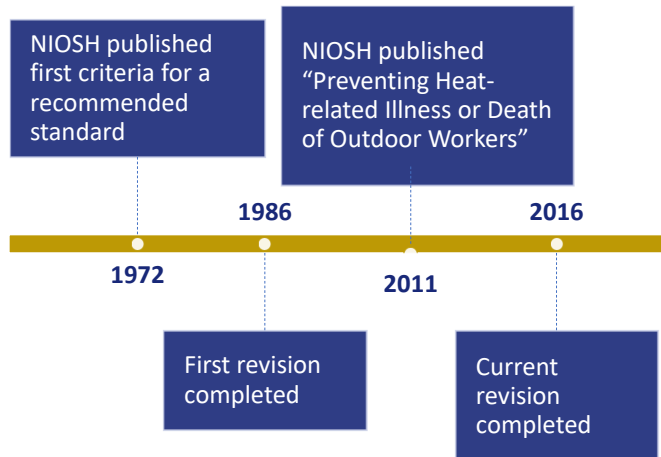 NIOSH published
first criteria for a
recommended
standard
NIOSH published
“Preventing Heat-
related Illness or Death
of Outdoor Workers”
1986
2016
1972
2011
First revision
completed
Current
revision
completed